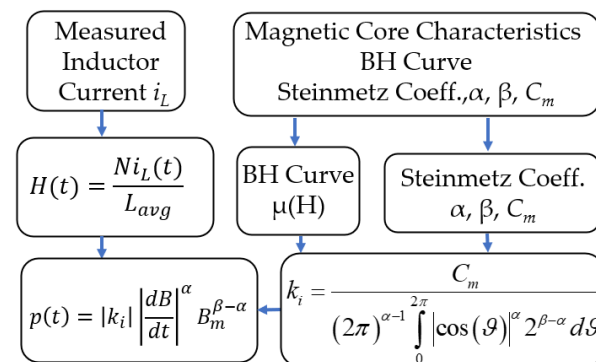 Measured
Inductor
Current i_L
Magnetic Core Characteristics
BH Curve
Steinmetz Coeff.,α, β, C_m
H(t) = Ni_L(t) / L_avg
BH Curve
μ(H)
Steinmetz Coeff.
α, β, C_m
p(t) = |k_i| |dB/dt|^α B_m^{β-α}
k_i = C_m / ((2π)^{α-1} ∫_0^{2π} |cos(ϑ)|^α 2^{β-α} dϑ